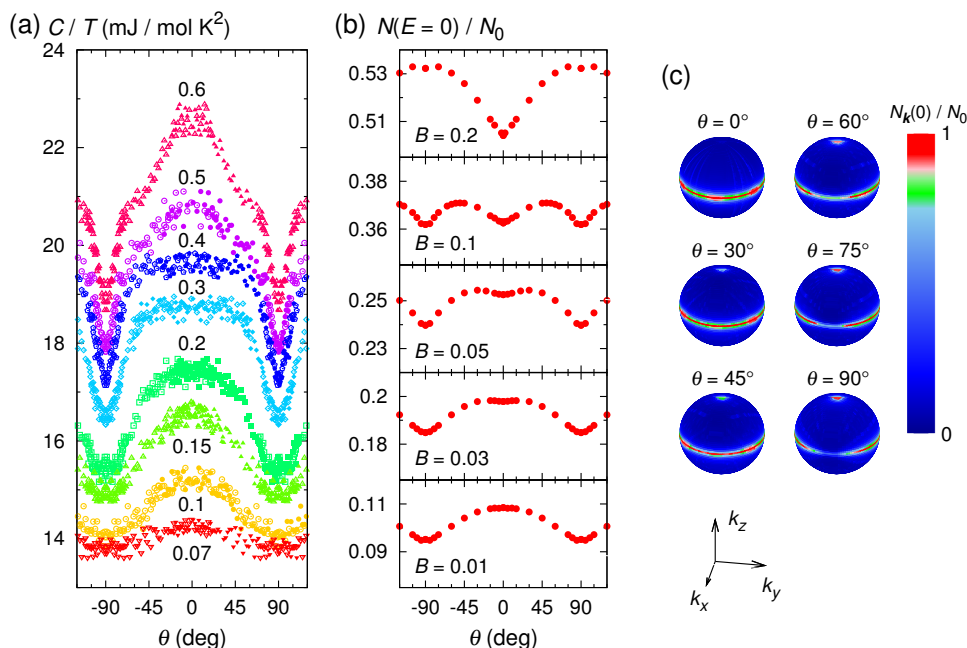 (a) C / T (mJ / mol K²)
24
22
20
18
16
14
0.6
0.5
0.4
0.3
0.2
0.15
0.1
0.07
-90 -45 0 45 90
θ (deg)
(b) N(E = 0) / N₀
0.53
0.51
B = 0.2
0.38
0.36
B = 0.1
0.25
0.23
B = 0.05
0.2
0.18
B = 0.03
0.11
0.09
B = 0.01
-90 -45 0 45 90
θ (deg)
(c)
N𝒌(0) / N₀
θ = 0° θ = 60°
θ = 30° θ = 75°
θ = 45° θ = 90°
1
0
k_z
k_x k_y